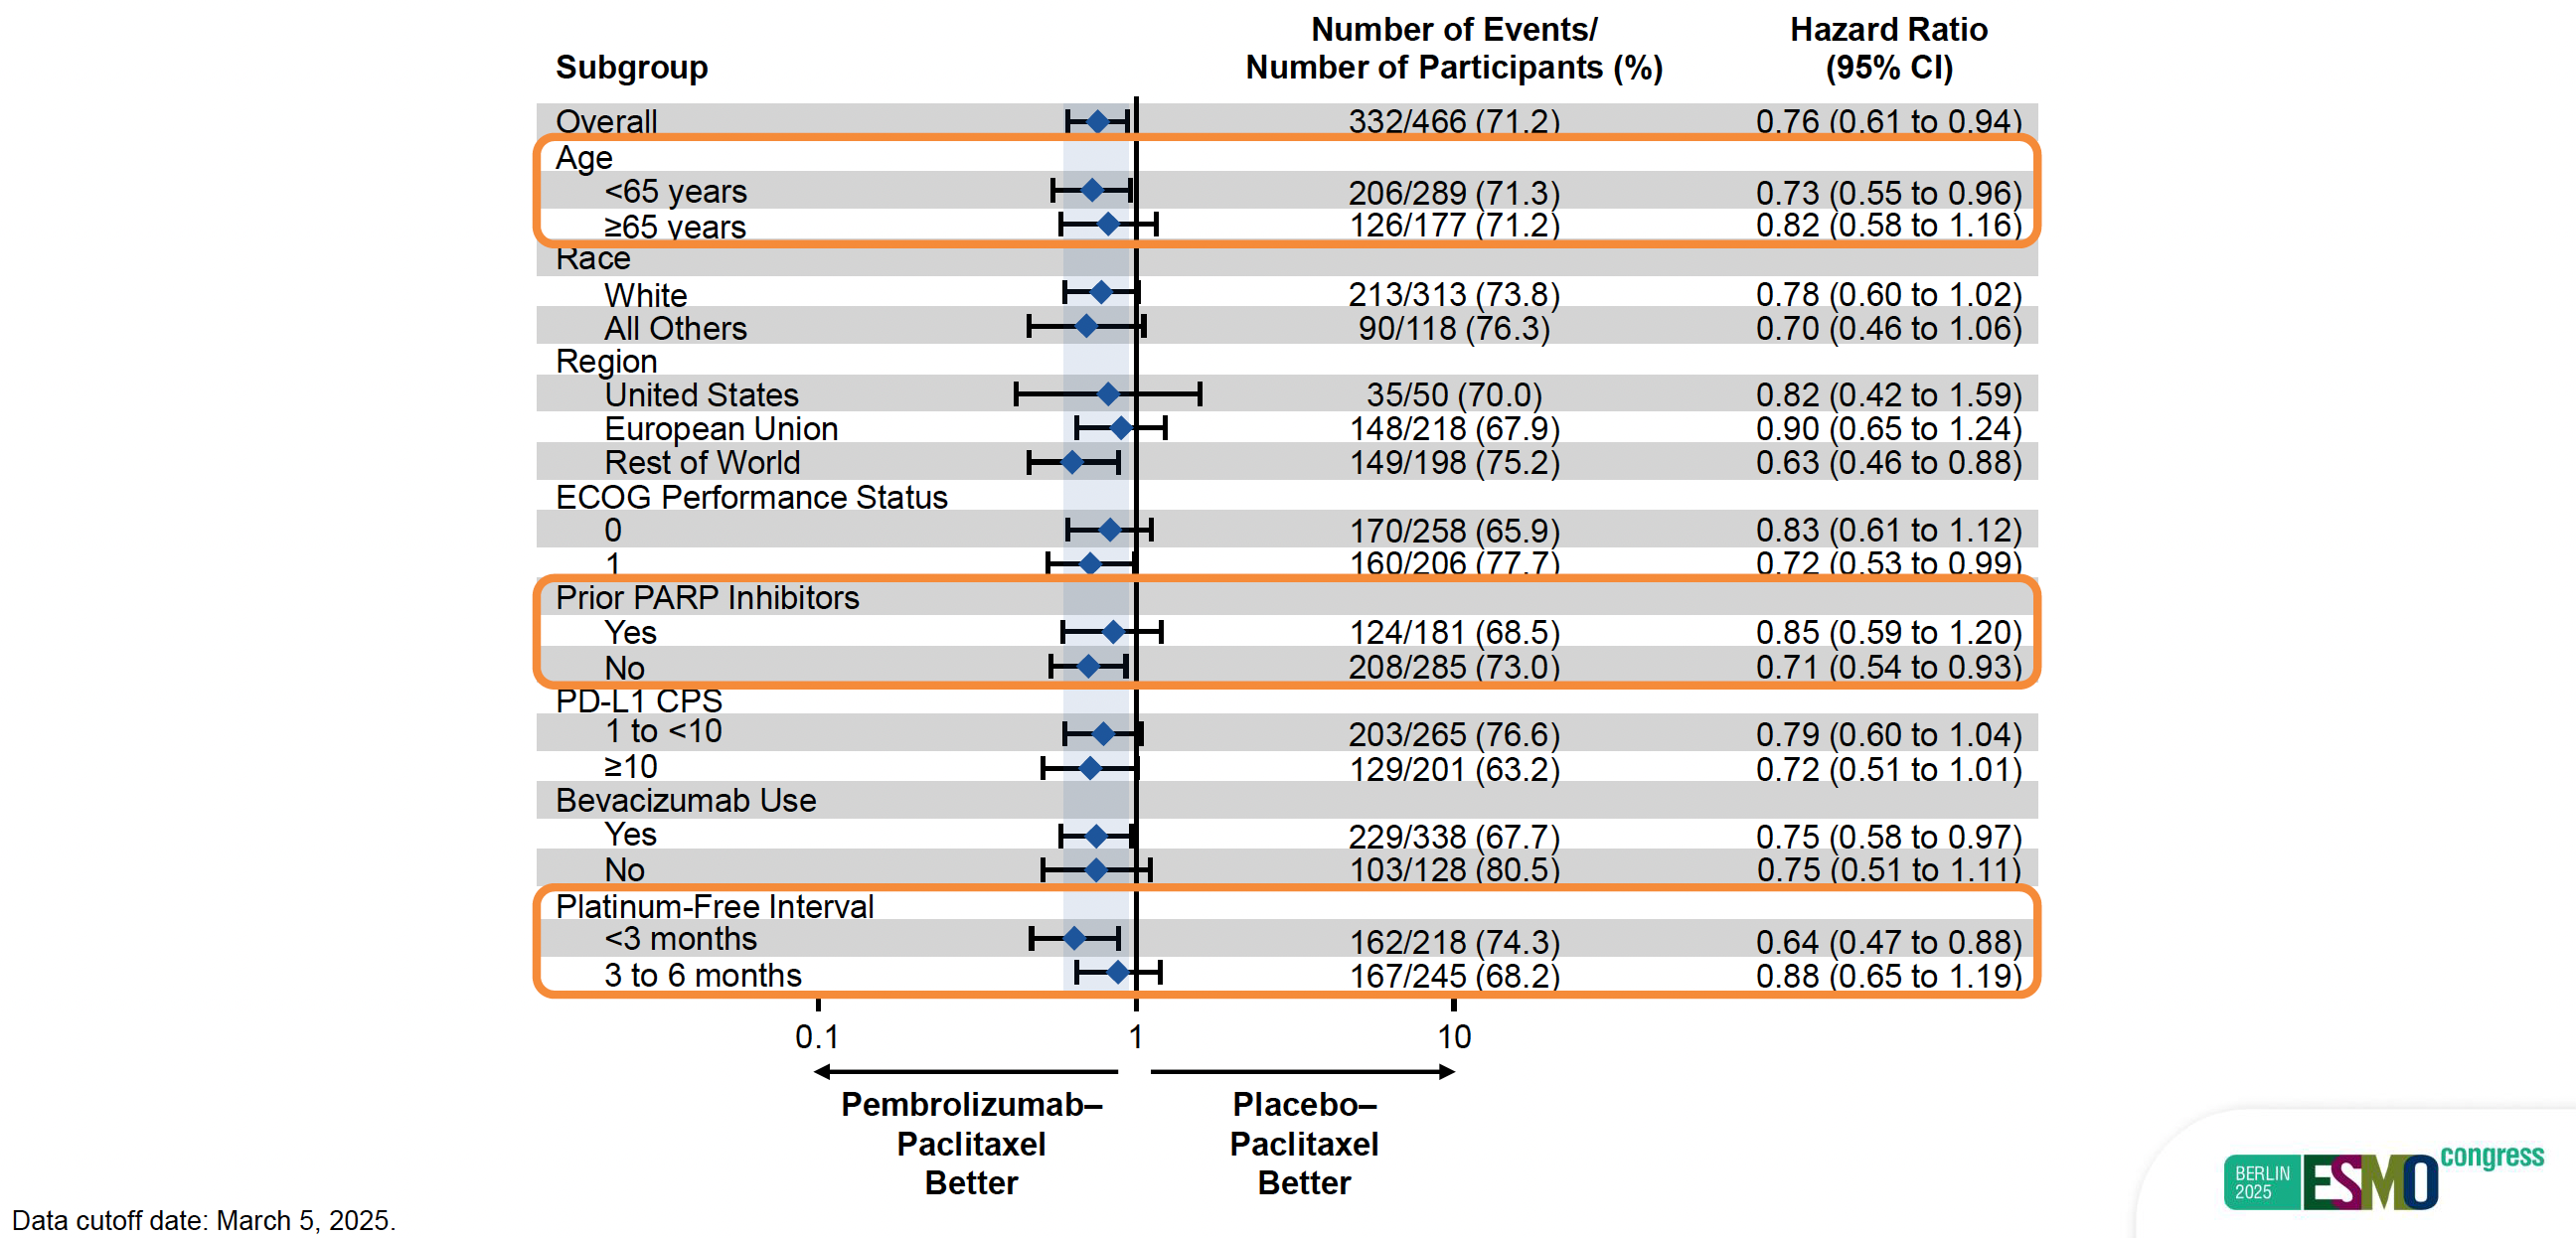 Subgroup Number of Events/ Number of Participants (%) Hazard Ratio (95% CI)
Overall 332/466 (71.2) 0.76 (0.61 to 0.94)
Age
<65 years 206/289 (71.3) 0.73 (0.55 to 0.96)
≥65 years 126/177 (71.2) 0.82 (0.58 to 1.16)
Race
White 213/313 (73.8) 0.78 (0.60 to 1.02)
All Others 90/118 (76.3) 0.70 (0.46 to 1.06)
Region
United States 35/50 (70.0) 0.82 (0.42 to 1.59)
European Union 148/218 (67.9) 0.90 (0.65 to 1.24)
Rest of World 149/198 (75.2) 0.63 (0.46 to 0.88)
ECOG Performance Status
0 170/258 (65.9) 0.83 (0.61 to 1.12)
1 160/206 (77.7) 0.72 (0.53 to 0.99)
Prior PARP Inhibitors
Yes 124/181 (68.5) 0.85 (0.59 to 1.20)
No 208/285 (73.0) 0.71 (0.54 to 0.93)
PD-L1 CPS
1 to <10 203/265 (76.6) 0.79 (0.60 to 1.04)
≥10 129/201 (63.2) 0.72 (0.51 to 1.01)
Bevacizumab Use
Yes 229/338 (67.7) 0.75 (0.58 to 0.97)
No 103/128 (80.5) 0.75 (0.51 to 1.11)
Platinum-Free Interval
<3 months 162/218 (74.3) 0.64 (0.47 to 0.88)
3 to 6 months 167/245 (68.2) 0.88 (0.65 to 1.19)
0.1 1 10
Pembrolizumab–
Paclitaxel
Better
Placebo–
Paclitaxel
Better
Data cutoff date: March 5, 2025.
BERLIN
2025
ESMO congress